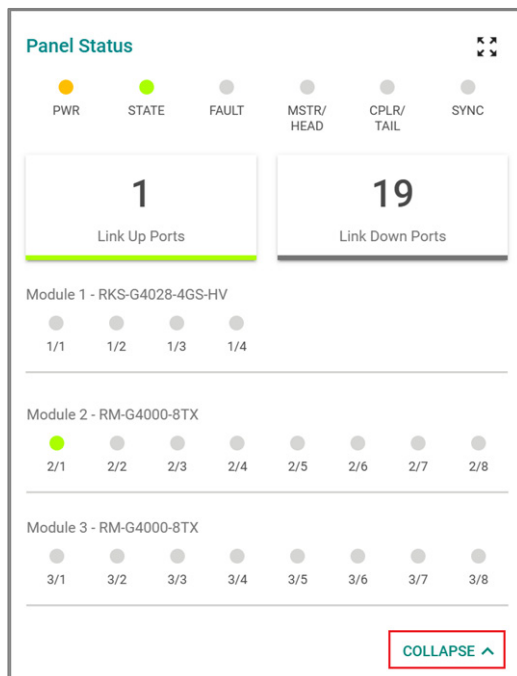 Panel Status
PWR STATE FAULT MSTR/ CPLR/ SYNC
HEAD TAIL
1 19
Link Up Ports Link Down Ports
Module 1 - RKS-G4028-4GS-HV
1/1 1/2 1/3 1/4
Module 2 - RM-G4000-8TX
2/1 2/2 2/3 2/4 2/5 2/6 2/7 2/8
Module 3 - RM-G4000-8TX
3/1 3/2 3/3 3/4 3/5 3/6 3/7 3/8
COLLAPSE